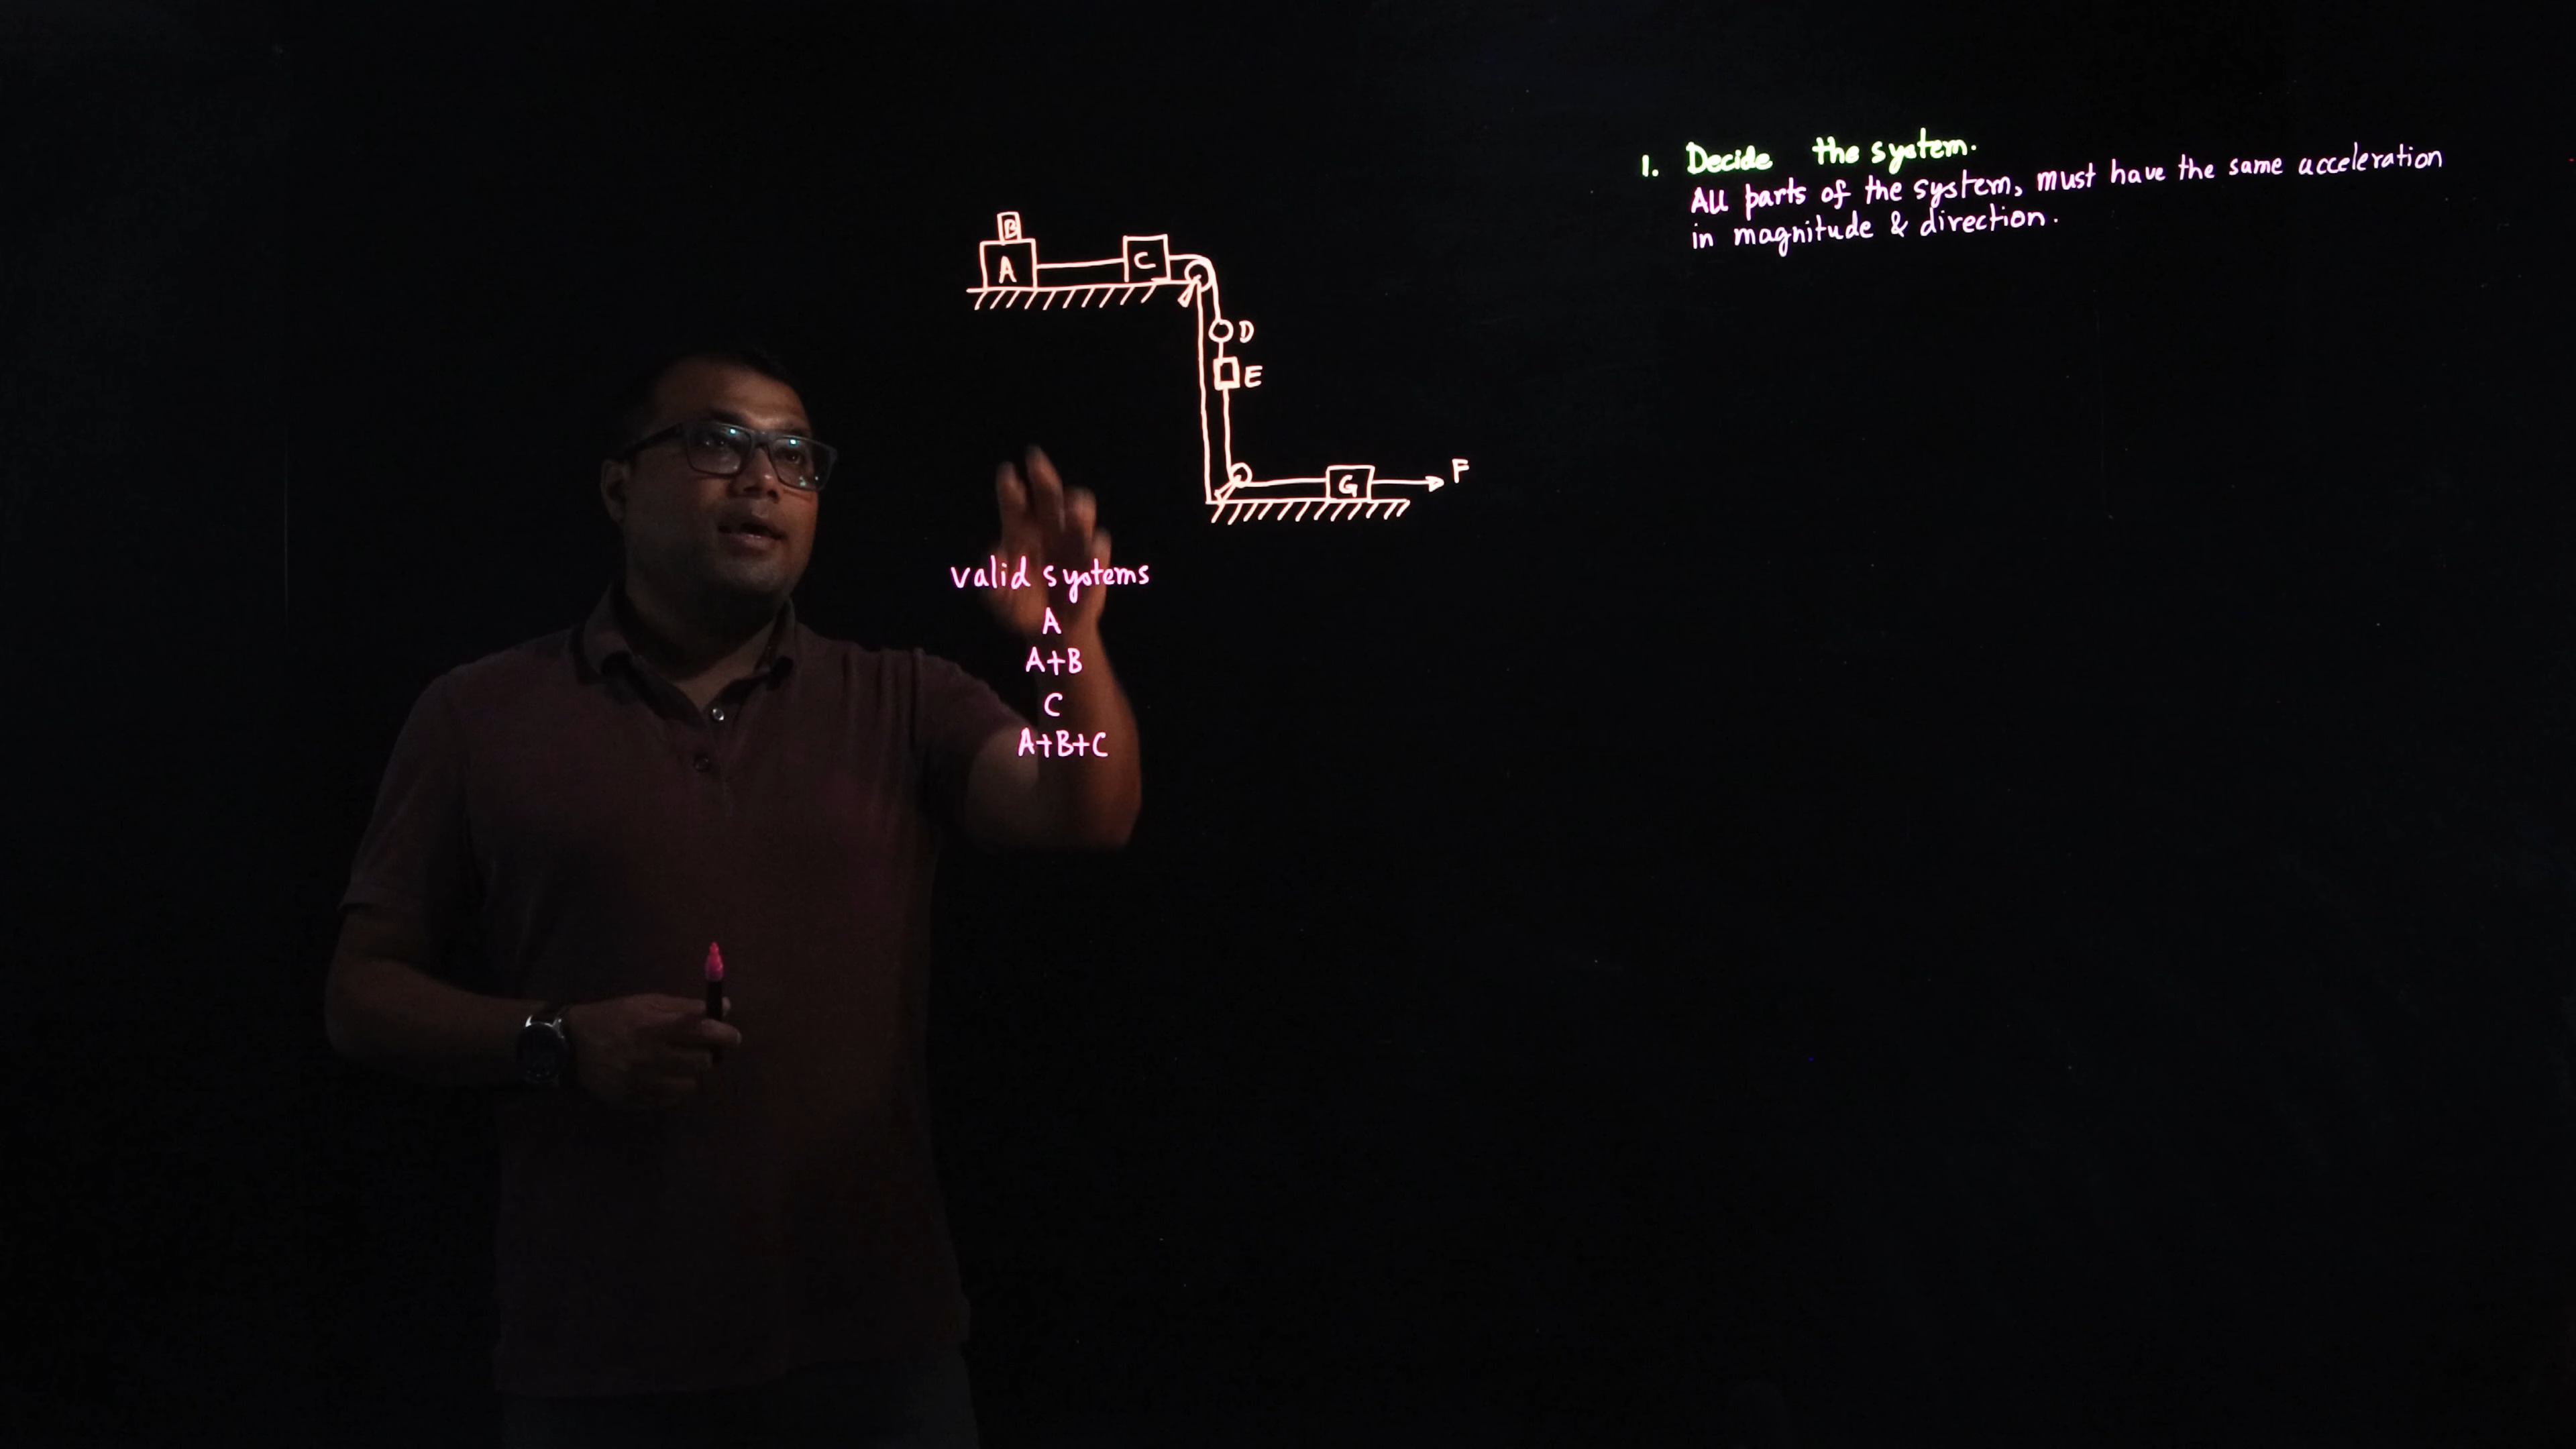 1. Decide the system.
All parts of the system, must have the same acceleration
in magnitude & direction.
B
A
C
D
E
G
F
valid systems
A
A+B
C
A+B+C